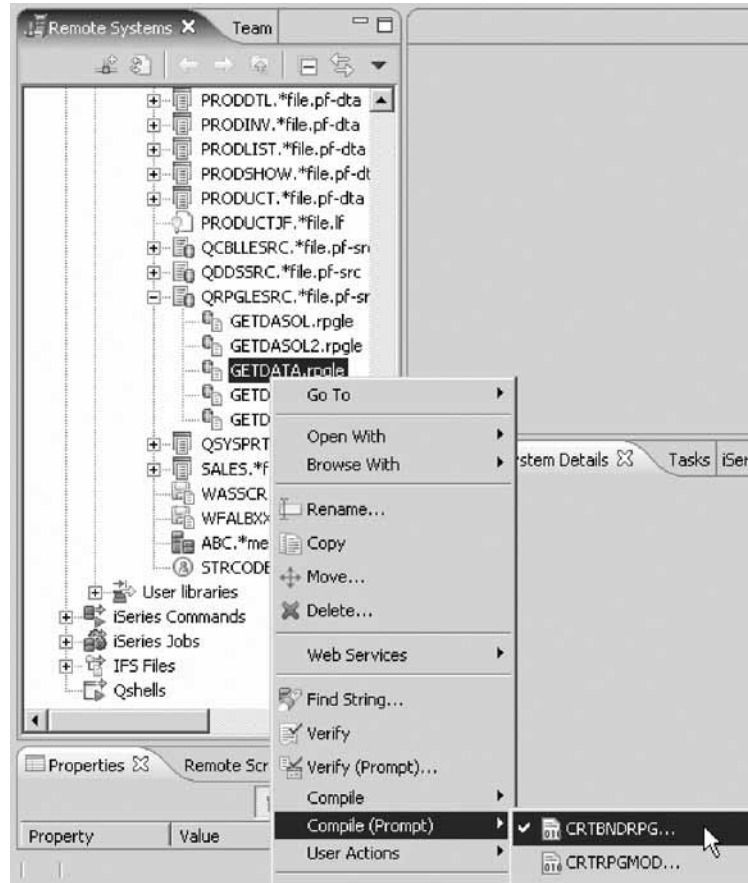 Remote Systems
Team
PRODDTL.*file.pf-dta
PRODINV.*file.pf-dta
PRODLIST.*file.pf-dta
PRODSHOW.*file.pf-dt
PRODUCT.*file.pf-dta
PRODUCTJF.*file.lf
QCBLLESRC.*file.pf-sr
QDDSSRC.*file.pf-src
QRPGLESRC.*file.pf-sr
GETDASOL.rpgle
GETDASOL2.rpgle
GETDATA.rpgle
GETD
GETD
QSYSPRT
SALES.*f
WASSCR
WFALBXX
ABC.*me
STRCODE
User libraries
iSeries Commands
iSeries Jobs
IFS Files
Qshells
Go To
Open With
Browse With
Rename...
Copy
Move...
Delete...
Web Services
Find String...
Verify
Verify (Prompt)...
Compile
Compile (Prompt)
User Actions
CRTBNDRPG...
CRTRPGMOD...
stem Details
Tasks
iSer
Properties
Remote Scr
Property
Value